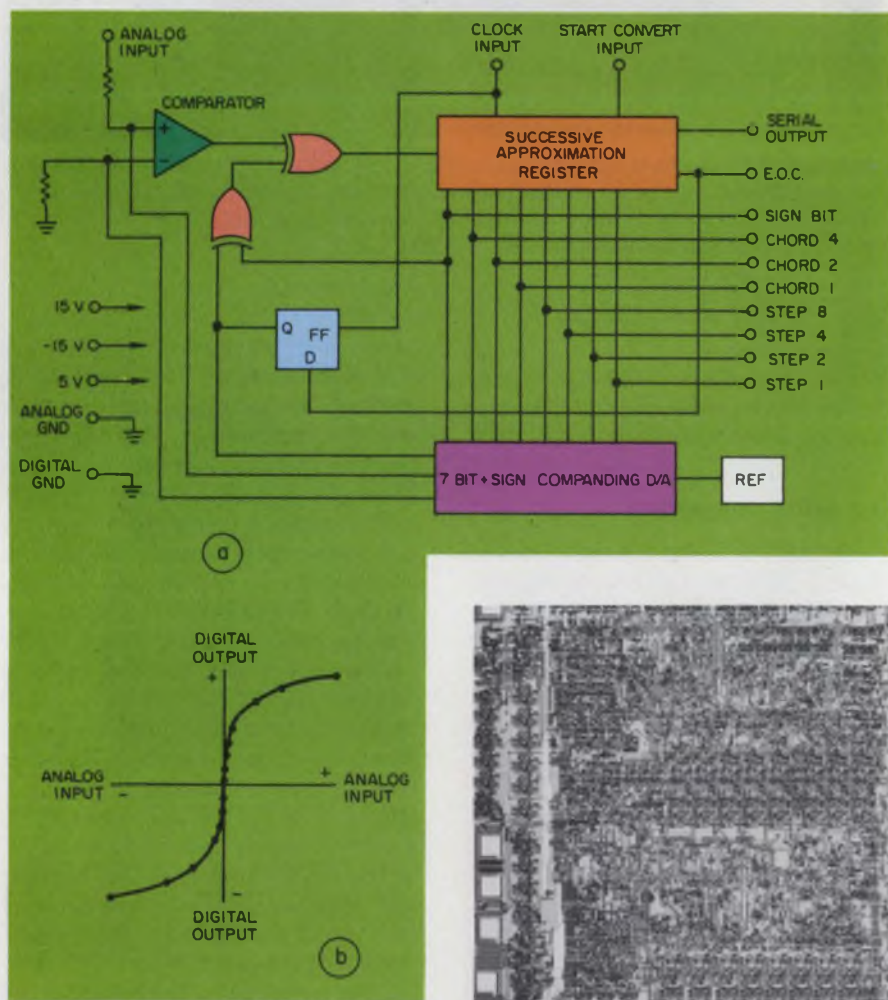 ANALOG
INPUT
CLOCK
INPUT
START CONVERT
INPUT
COMPARATOR
+
-
SUCCESSIVE
APPROXIMATION
REGISTER
SERIAL
OUTPUT
E.O.C.
SIGN BIT
CHORD 4
CHORD 2
CHORD 1
STEP 8
STEP 4
STEP 2
STEP 1
15 V
-15 V
5 V
ANALOG
GND
DIGITAL
GND
Q FF
D
7 BIT + SIGN COMPANDING D/A
REF
a
DIGITAL
OUTPUT
+
ANALOG
INPUT
-
+
ANALOG
INPUT
-
DIGITAL
OUTPUT
b